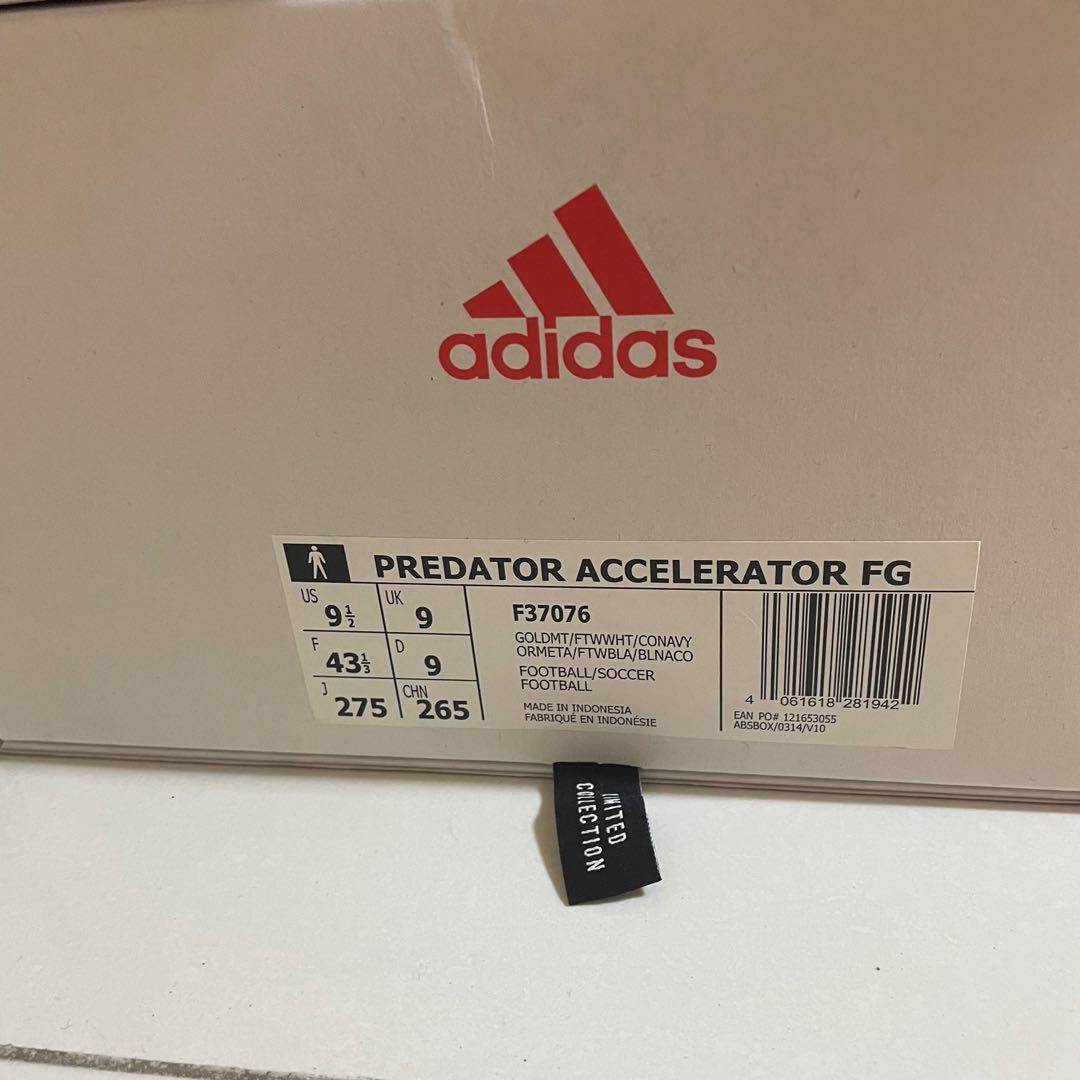 adidas
PREDATOR ACCELERATOR FG
US 9½
UK 9
F 43⅓
D 9
J 275
CHN 265
F37076
GOLDMT/FTWWHT/CONAVY
ORMETA/FTWBLA/BLNACO
FOOTBALL/SOCCER
FOOTBALL
MADE IN INDONESIA
FABRIQUÉ EN INDONÉSIE
4 061618 281942
EAN PO# 121653055
ABSBOX/0314/V10
LIMITED
COLLECTION